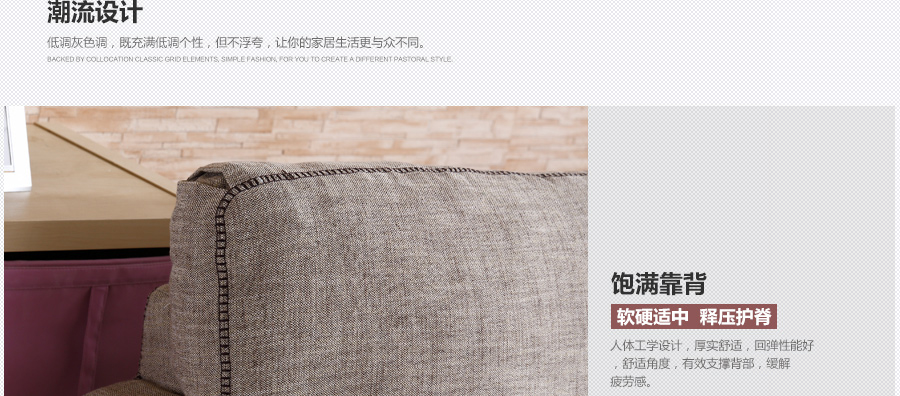 潮流设计
低调灰色调，既充满低调个性，但不浮夸，让你的家居生活更与众不同。
BACKED BY COLLOCATION CLASSIC GRID ELEMENTS, SIMPLE FASHION, FOR YOU TO CREATE A DIFFERENT PASTORAL STYLE.
饱满靠背
软硬适中 释压护脊
人体工学设计，厚实舒适，回弹性能好
，舒适角度，有效支撑背部，缓解
疲劳感。